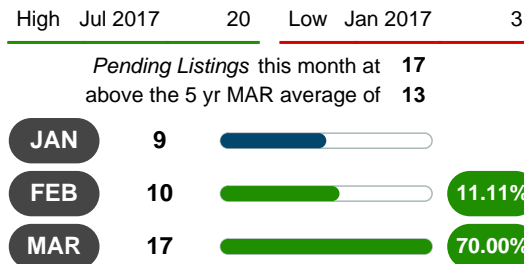 High Jul 2017 20 Low Jan 2017 3
Pending Listings this month at 17
above the 5 yr MAR average of 13
JAN 9
FEB 10 11.11%
MAR 17 70.00%